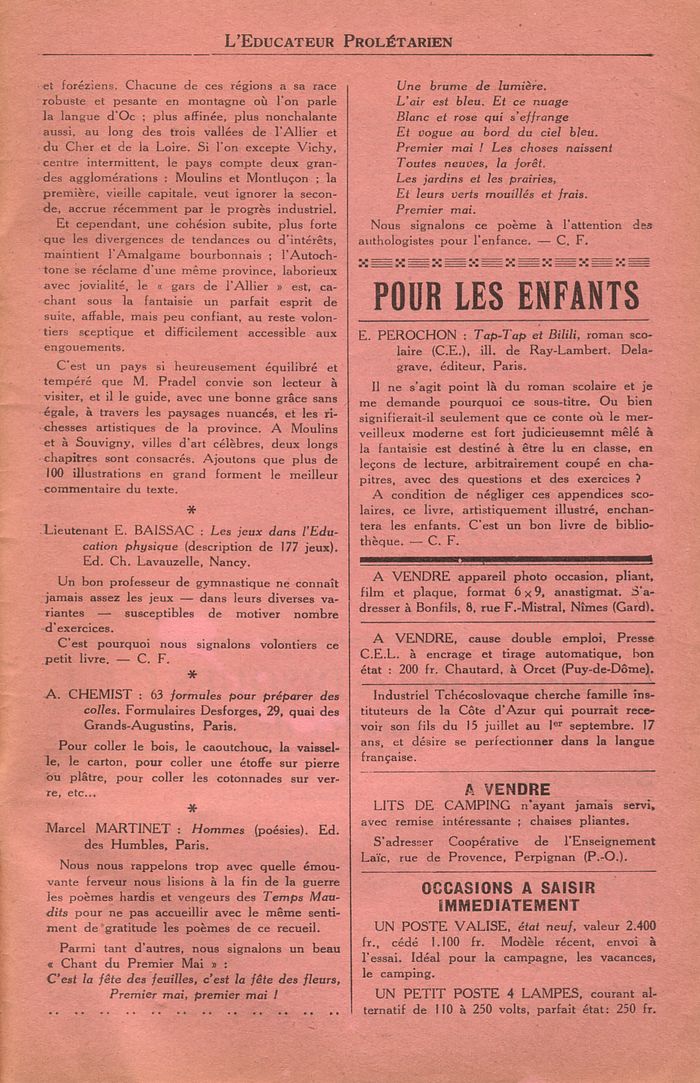 L'EDUCATEUR PROLÉTARIEN
et foréziens. Chacune de ces régions a sa race
robuste et pesante en montagne où l'on parle
la langue d'Oc ; plus affinée, plus nonchalante
aussi, au long des trois vallées de l'Allier et
du Cher et de la Loire. Si l'on excepte Vichy,
centre intermittent, le pays compte deux gran-
des agglomérations : Moulins et Montluçon ; la
première, vieille capitale, veut ignorer la secon-
de, accrue récemment par le progrès industriel.
Et cependant, une cohésion subite, plus forte
que les divergences de tendances ou d'intérêts,
maintient l'Amalgame bourbonnais ; l'Autoch-
tone se réclame d'une même province, laborieux
avec jovialité, le « gars de l'Allier » est, ca-
chant sous la fantaisie un parfait esprit de
suite, affable, mais peu confiant, au reste volon-
tiers sceptique et difficilement accessible aux
engouements.
C'est un pays si heureusement équilibré et
tempéré que M. Pradel convie son lecteur à
visiter, et il le guide, avec une bonne grâce sans
égale, à travers les paysages nuancés, et les ri-
chesses artistiques de la province. A Moulins
et à Souvigny, villes d'art célèbres, deux longs
chapitres sont consacrés. Ajoutons que plus de
100 illustrations en grand forment le meilleur
commentaire du texte.
*
Lieutenant E. BAISSAC : Les jeux dans l'Edu-
cation physique (description de 177 jeux).
Ed. Ch. Lavauzelle, Nancy.
Un bon professeur de gymnastique ne connaît
jamais assez les jeux — dans leurs diverses va-
riantes — susceptibles de motiver nombre
d'exercices.
C'est pourquoi nous signalons volontiers ce
petit livre. — C. F.
*
A. CHEMIST : 63 formules pour préparer des
colles. Formulaires Desforges, 29, quai des
Grands-Augustins, Paris.
Pour coller le bois, le caoutchouc, la vaissel-
le, le carton, pour coller une étoffe sur pierre
ou plâtre, pour coller les cotonnades sur ver-
re, etc...
*
Marcel MARTINET : Hommes (poésies). Ed.
des Humbles, Paris.
Nous nous rappelons trop avec quelle émou-
vante ferveur nous lisions à la fin de la guerre
les poèmes hardis et vengeurs des Temps Mau-
dits pour ne pas accueillir avec le même senti-
ment de gratitude les poèmes de ce recueil.
Parmi tant d'autres, nous signalons un beau
« Chant du Premier Mai » :
C'est la fête des feuilles, c'est la fête des fleurs,
Premier mai, premier mai !
.. .. .. .. .. .. .. .. .. .. .. .. .. .. ..
Une brume de lumière.
L'air est bleu. Et ce nuage
Blanc et rose qui s'effrange
Et vogue au bord du ciel bleu.
Premier mai ! Les choses naissent
Toutes neuves, la forêt.
Les jardins et les prairies,
Et leurs verts mouillés et frais.
Premier mai.
Nous signalons ce poème à l'attention des
authologistes pour l'enfance. — C. F.
POUR LES ENFANTS
E. PEROCHON : Tap-Tap et Bilili, roman sco-
laire (C.E.), ill. de Ray-Lambert. Dela-
grave, éditeur, Paris.
Il ne s'agit point là du roman scolaire et je
me demande pourquoi ce sous-titre. Ou bien
signifierait-il seulement que ce conte où le mer-
veilleux moderne est fort judicieusemnt mêlé à
la fantaisie est destiné à être lu en classe, en
leçons de lecture, arbitrairement coupé en cha-
pitres, avec des questions et des exercices ?
A condition de négliger ces appendices sco-
laires, ce livre, artistiquement illustré, enchan-
tera les enfants. C'est un bon livre de biblio-
thèque. — C. F.
A VENDRE appareil photo occasion, pliant,
film et plaque, format 6×9, anastigmat. S'a-
dresser à Bonfils, 8, rue F.-Mistral, Nîmes (Gard).
A VENDRE, cause double emploi, Presse
C.E.L. à encrage et tirage automatique, bon
état : 200 fr. Chautard, à Orcet (Puy-de-Dôme).
Industriel Tchécoslovaque cherche famille ins-
tituteurs de la Côte d'Azur qui pourrait rece-
voir son fils du 15 juillet au 1er septembre. 17
ans, et désire se perfectionner dans la langue
française.
A VENDRE
LITS DE CAMPING n'ayant jamais servi,
avec remise intéressante ; chaises pliantes.
S'adresser Coopérative de l'Enseignement
Laïc, rue de Provence, Perpignan (P.-O.).
OCCASIONS A SAISIR
IMMEDIATEMENT
UN POSTE VALISE, état neuf, valeur 2.400
fr., cédé 1.100 fr. Modèle récent, envoi à
l'essai. Idéal pour la campagne, les vacances,
le camping.
UN PETIT POSTE 4 LAMPES, courant al-
ternatif de 110 à 250 volts, parfait état: 250 fr.